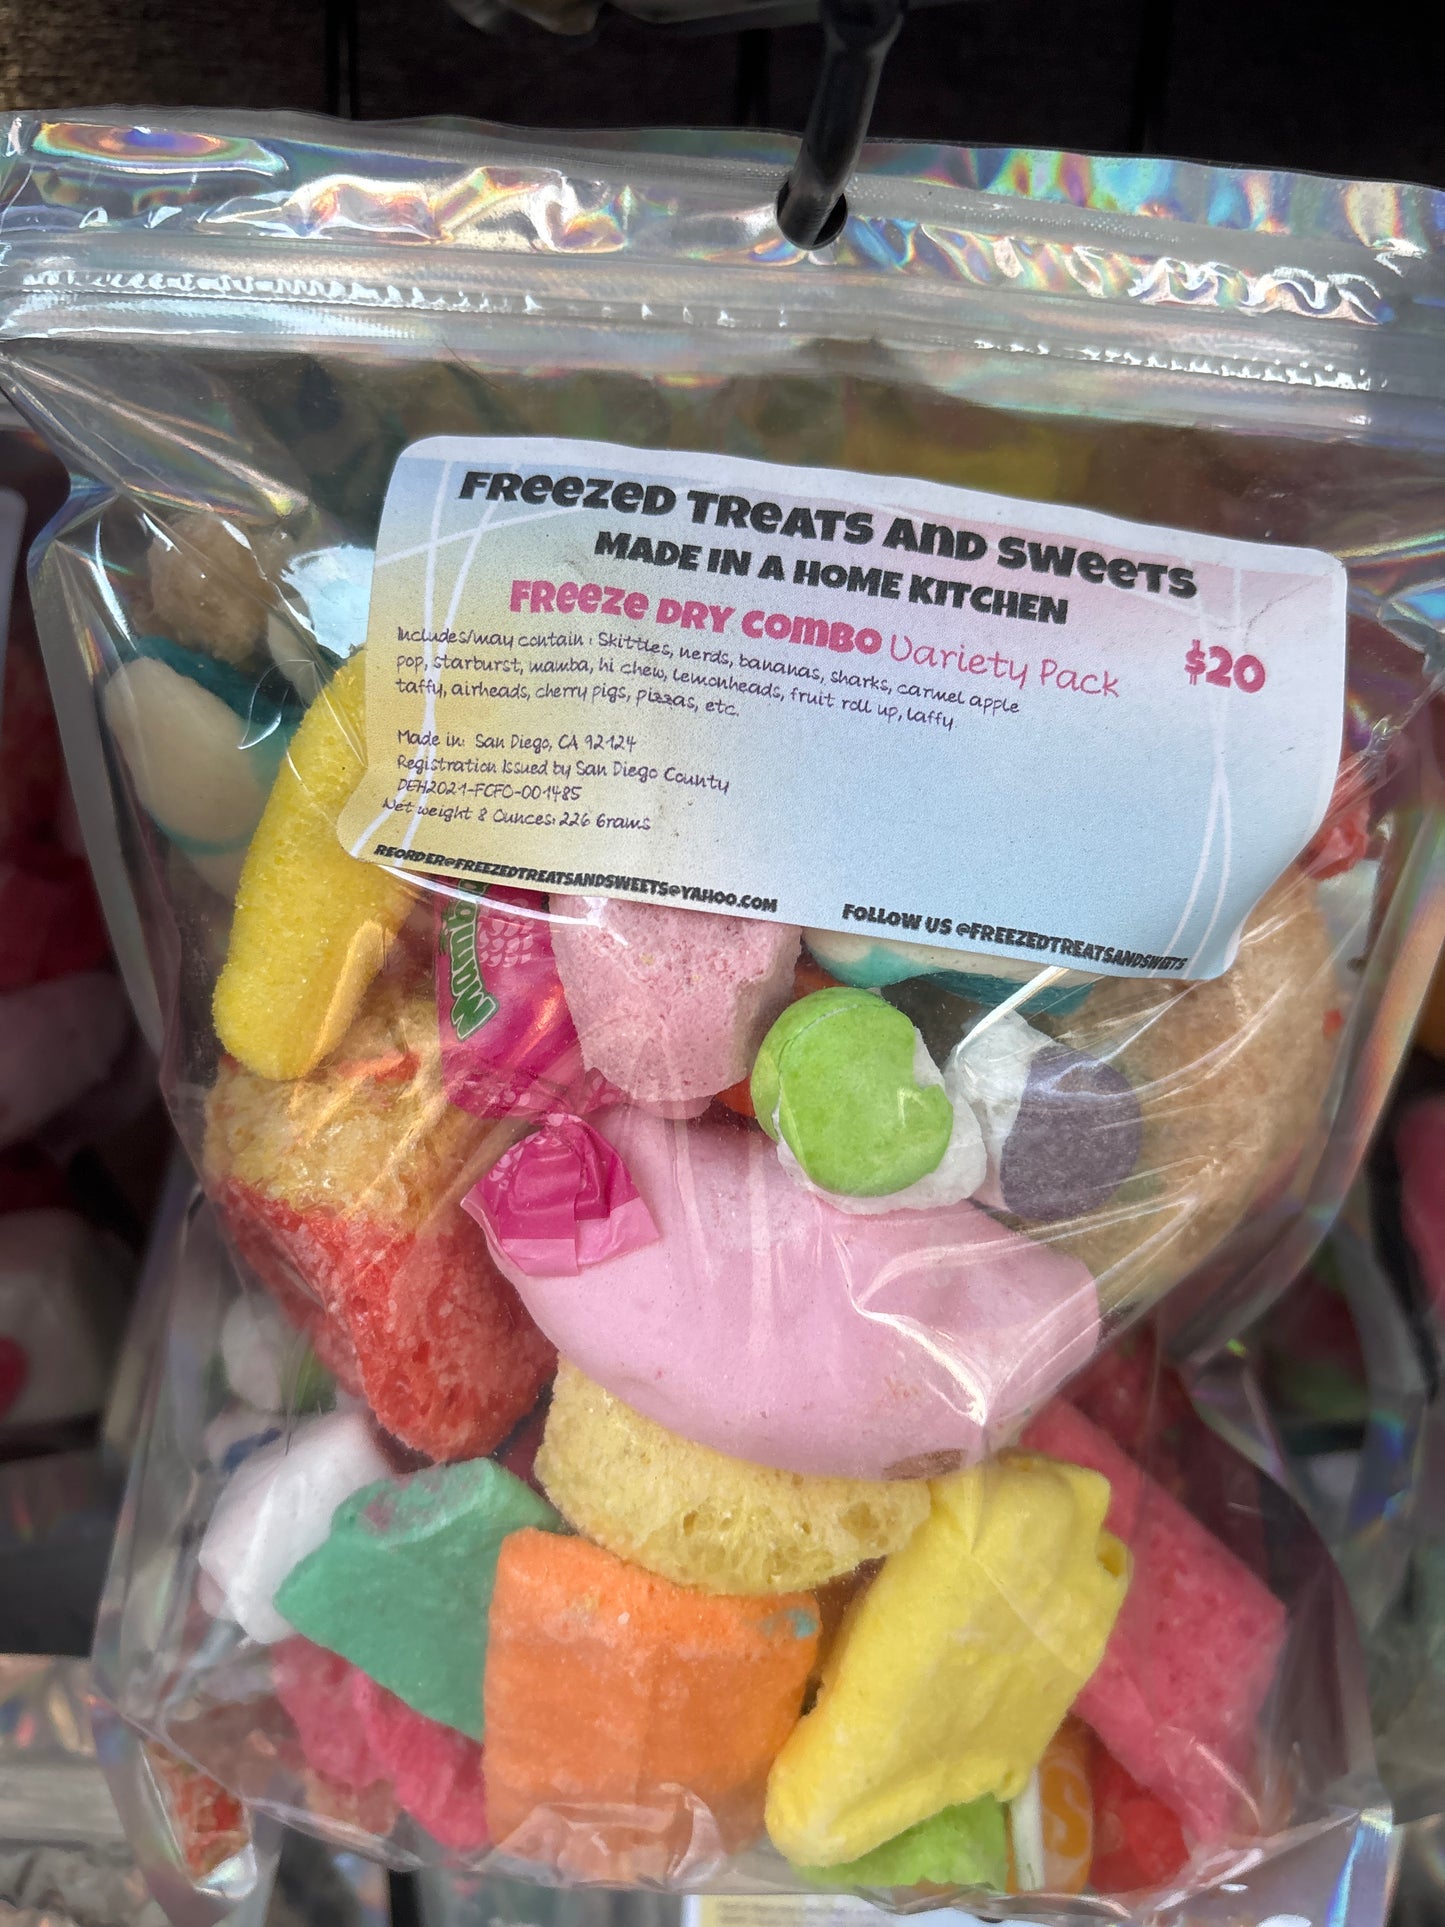 FREEZED TREATS AND SWEETS
MADE IN A HOME KITCHEN
FREEZE DRY COMBO Variety Pack
$20
Includes/may contain: Skittles, nerds, bananas, sharks, carmel apple
pop, starburst, mamba, hi chew, Lemonheads, fruit roll up, laffy
taffy, airheads, cherry pigs, pizzas, etc.
Made in: San Diego, CA 92124
Registration Issued by San Diego County
DEH2021-FCFO-001485
Net weight 8 Ounces: 226 Grams
REORDER@FREEZEDTREATSANDSWEETS@YAHOO.COM
FOLLOW US @FREEZEDTREATSANDSWEETS